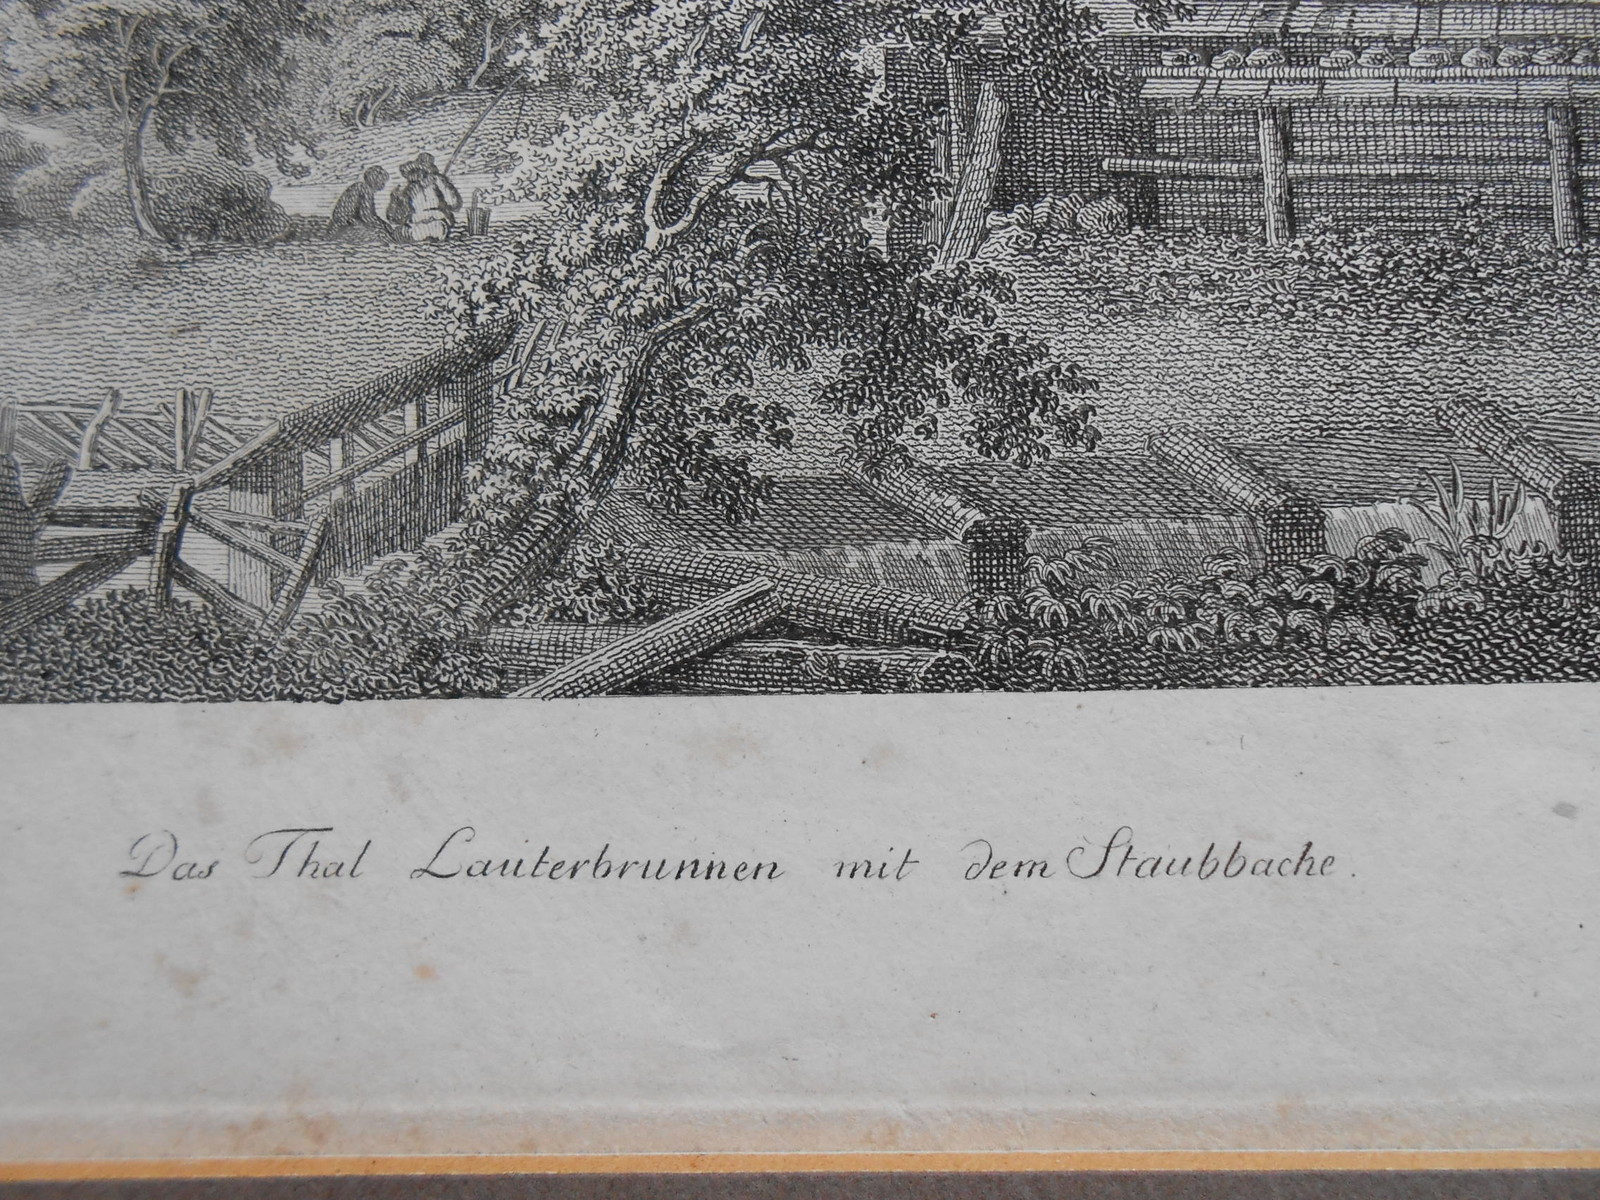 Das Thal Lauterbrunnen mit dem Staubbache.